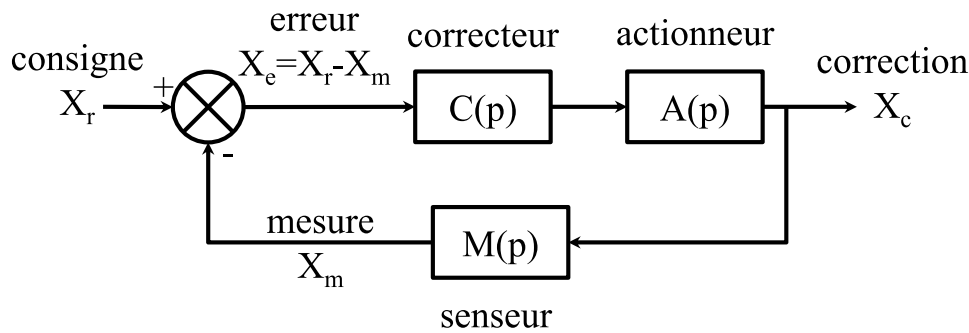 consigne
X_r
+
-
erreur
X_e=X_r-X_m
correcteur
C(p)
actionneur
A(p)
correction
X_c
mesure
X_m
M(p)
senseur